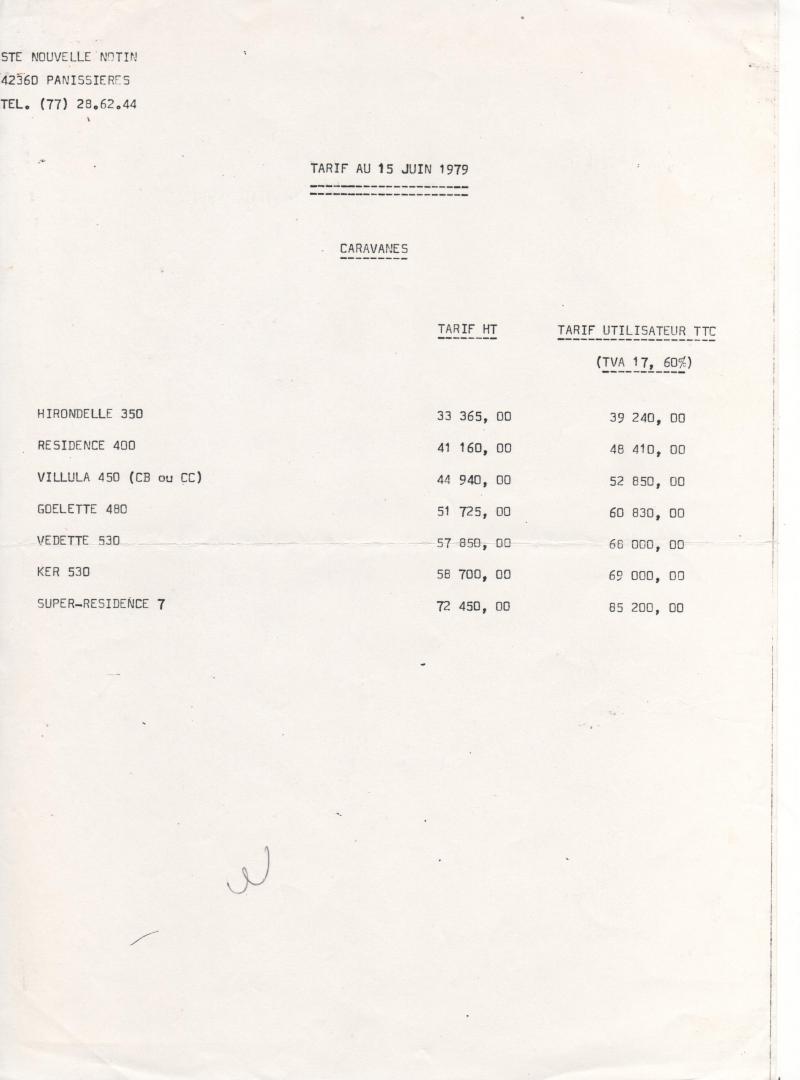 STE NOUVELLE NOTIN
42360 PANISSIERES
TEL. (77) 28.62.44
TARIF AU 15 JUIN 1979
CARAVANES
TARIF HT TARIF UTILISATEUR TTC
(TVA 17, 60%)
HIRONDELLE 350 33 365, 00 39 240, 00
RESIDENCE 400 41 160, 00 48 410, 00
VILLULA 450 (CB ou CC) 44 940, 00 52 850, 00
GOELETTE 480 51 725, 00 60 830, 00
VEDETTE 530 57 850, 00 68 000, 00
KER 530 58 700, 00 69 000, 00
SUPER-RESIDENCE 7 72 450, 00 85 200, 00